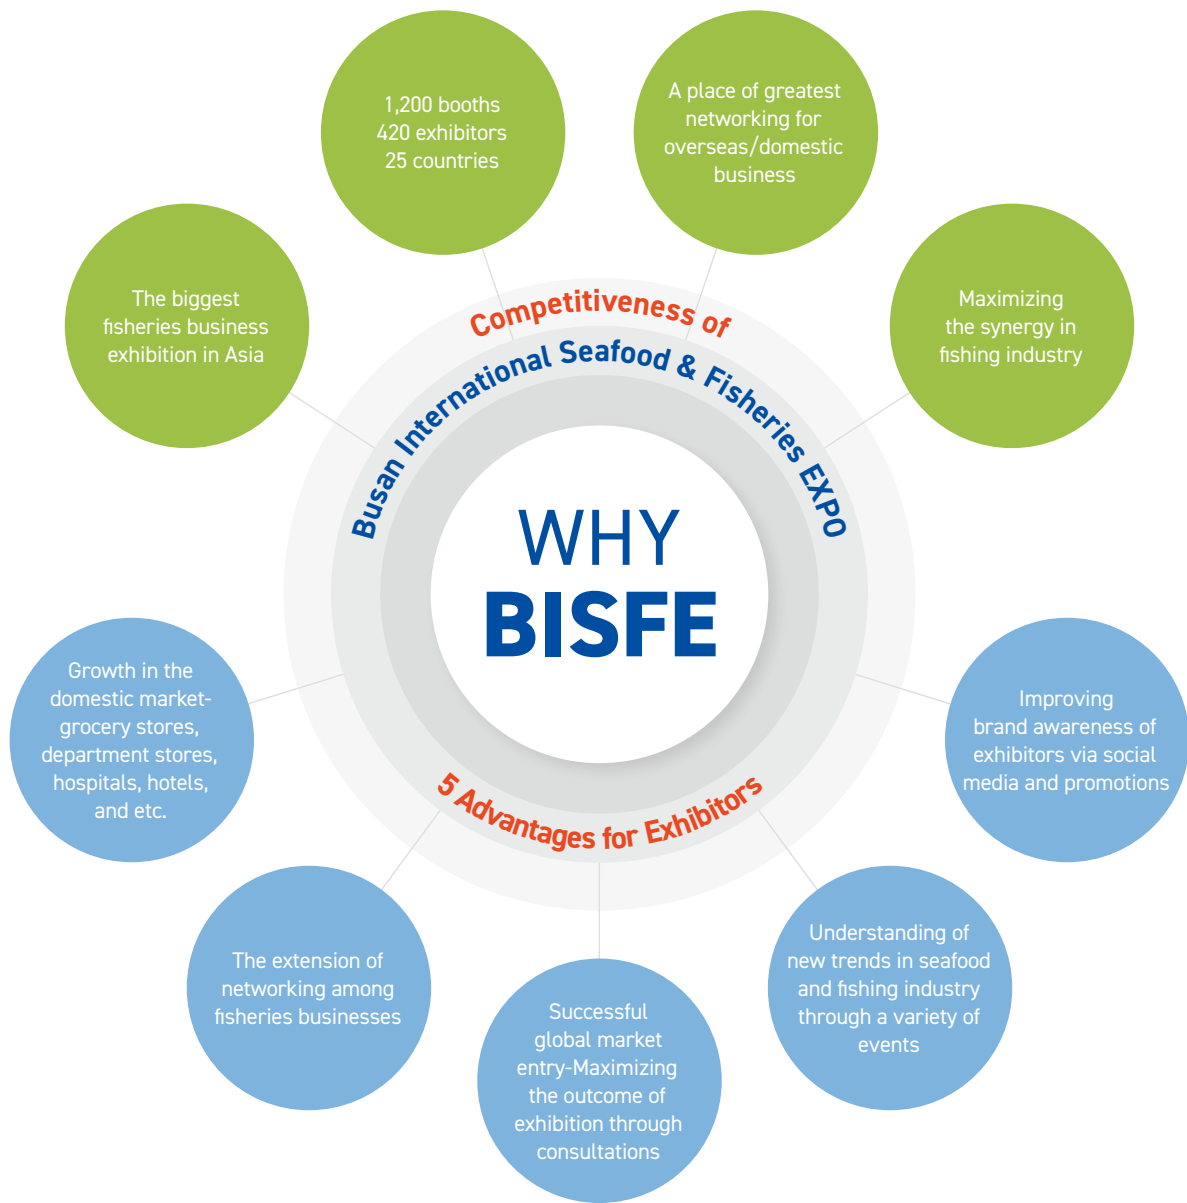 1,200 booths
420 exhibitors
25 countries
A place of greatest
networking for
overseas/domestic
business
The biggest
fisheries business
exhibition in Asia
Maximizing
the synergy in
fishing industry
Competitiveness of
Busan International Seafood & Fisheries EXPO
WHY
BISFE
5 Advantages for Exhibitors
Growth in the
domestic market-
grocery stores,
department stores,
hospitals, hotels,
and etc.
The extension of
networking among
fisheries businesses
Successful
global market
entry-Maximizing
the outcome of
exhibition through
consultations
Understanding of
new trends in seafood
and fishing industry
through a variety of
events
Improving
brand awareness of
exhibitors via social
media and promotions